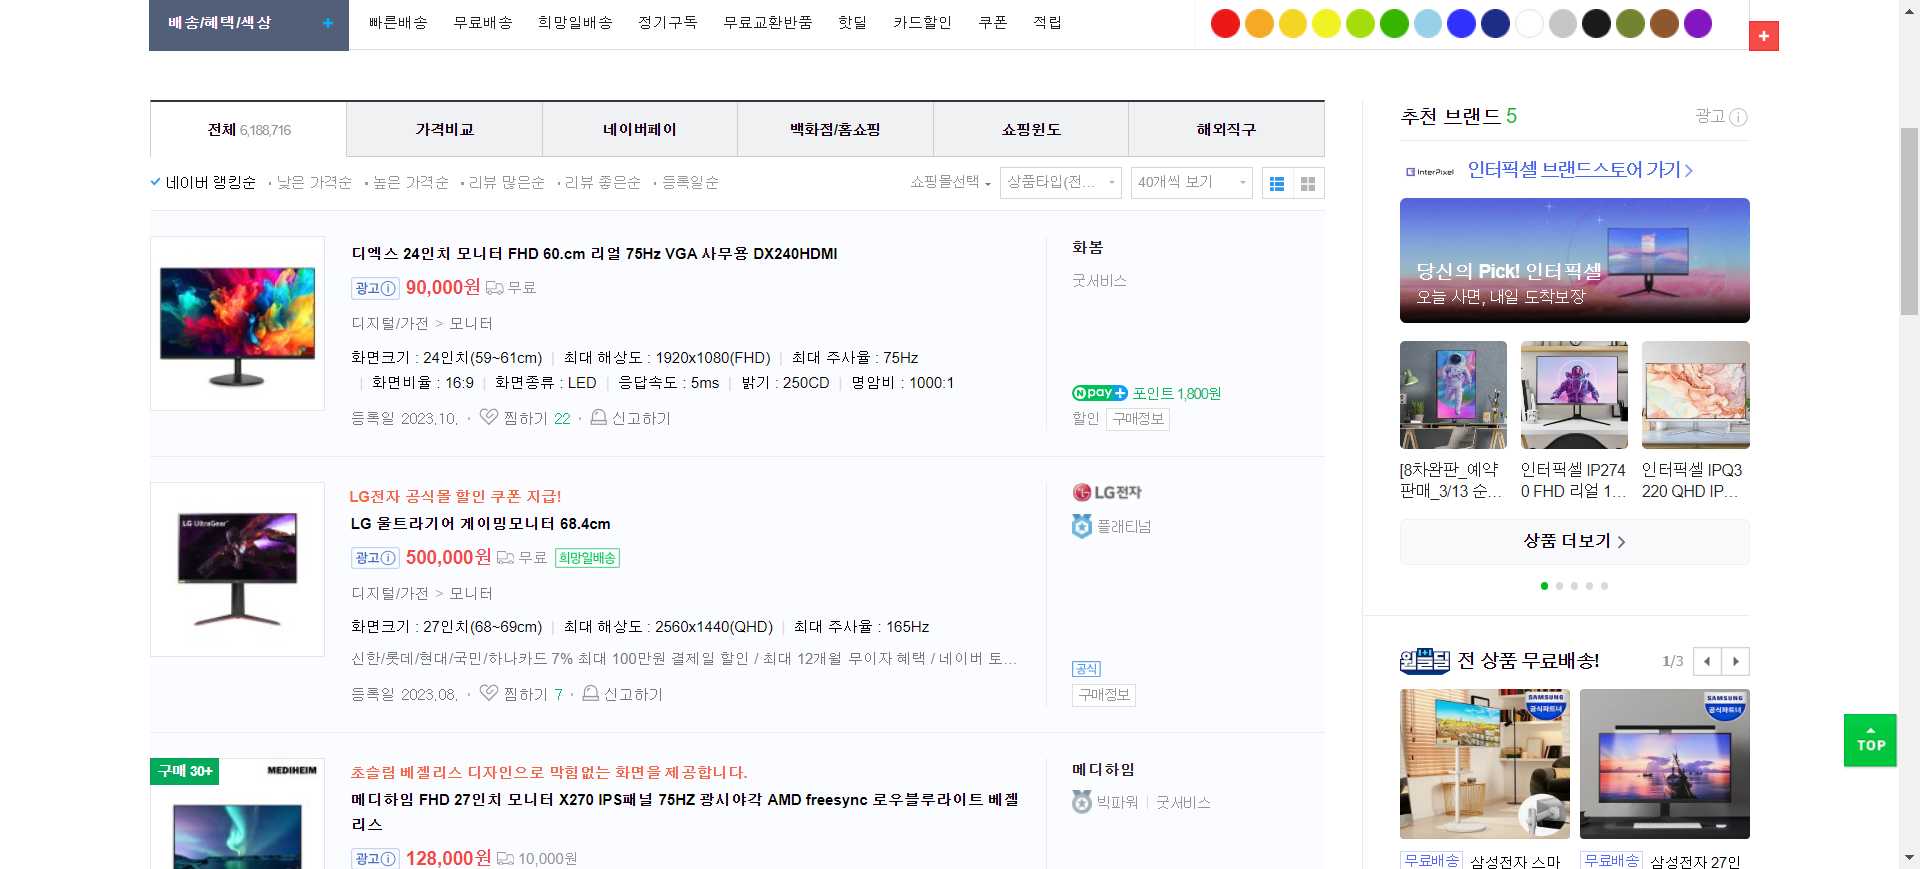 배송/혜택/색상 +
빠른배송 무료배송 희망일배송 정기구독 무료교환반품 핫딜 카드할인 쿠폰 적립
+
전체 6,188,716 가격비교 네이버페이 백화점/홈쇼핑 쇼핑윈도 해외직구
네이버 랭킹순 · 낮은 가격순 · 높은 가격순 · 리뷰 많은순 · 리뷰 좋은순 · 등록일순
쇼핑몰선택 상품타입(전... 40개씩 보기
디엑스 24인치 모니터 FHD 60.cm 리얼 75Hz VGA 사무용 DX240HDMI
광고 90,000원 무료
디지털/가전 > 모니터
화면크기 : 24인치(59~61cm) | 최대 해상도 : 1920x1080(FHD) | 최대 주사율 : 75Hz
| 화면비율 : 16:9 | 화면종류 : LED | 응답속도 : 5ms | 밝기 : 250CD | 명암비 : 1000:1
등록일 2023.10. · 찜하기 22 · 신고하기
화봄
굿서비스
N pay+ 포인트 1,800원
할인 구매정보
LG UltraGear
LG전자 공식몰 할인 쿠폰 지급!
LG 울트라기어 게이밍모니터 68.4cm
광고 500,000원 무료 희망일배송
디지털/가전 > 모니터
화면크기 : 27인치(68~69cm) | 최대 해상도 : 2560x1440(QHD) | 최대 주사율 : 165Hz
신한/롯데/현대/국민/하나카드 7% 최대 100만원 결제일 할인 / 최대 12개월 무이자 혜택 / 네이버 토...
등록일 2023.08. · 찜하기 7 · 신고하기
LG전자
플래티넘
공식
구매정보
구매 30+
MEDIHEIM
초슬림 베젤리스 디자인으로 막힘없는 화면을 제공합니다.
메디하임 FHD 27인치 모니터 X270 IPS패널 75HZ 광시야각 AMD freesync 로우블루라이트 베젤
리스
광고 128,000원 10,000원
메디하임
빅파워 | 굿서비스
추천 브랜드 5
광고
InterPixel 인터픽셀 브랜드스토어 가기
당신의 Pick! 인터픽셀
오늘 사면, 내일 도착보장
[8차완판_예약
판매_3/13 순...
인터픽셀 IP274
0 FHD 리얼 1...
인터픽셀 IPQ3
220 QHD IP...
상품 더보기
원플딜 1+1 전 상품 무료배송!
1/3
SAMSUNG
공식파트너
SAMSUNG
공식파트너
무료배송 삼성전자 스마
무료배송 삼성전자 27인
TOP